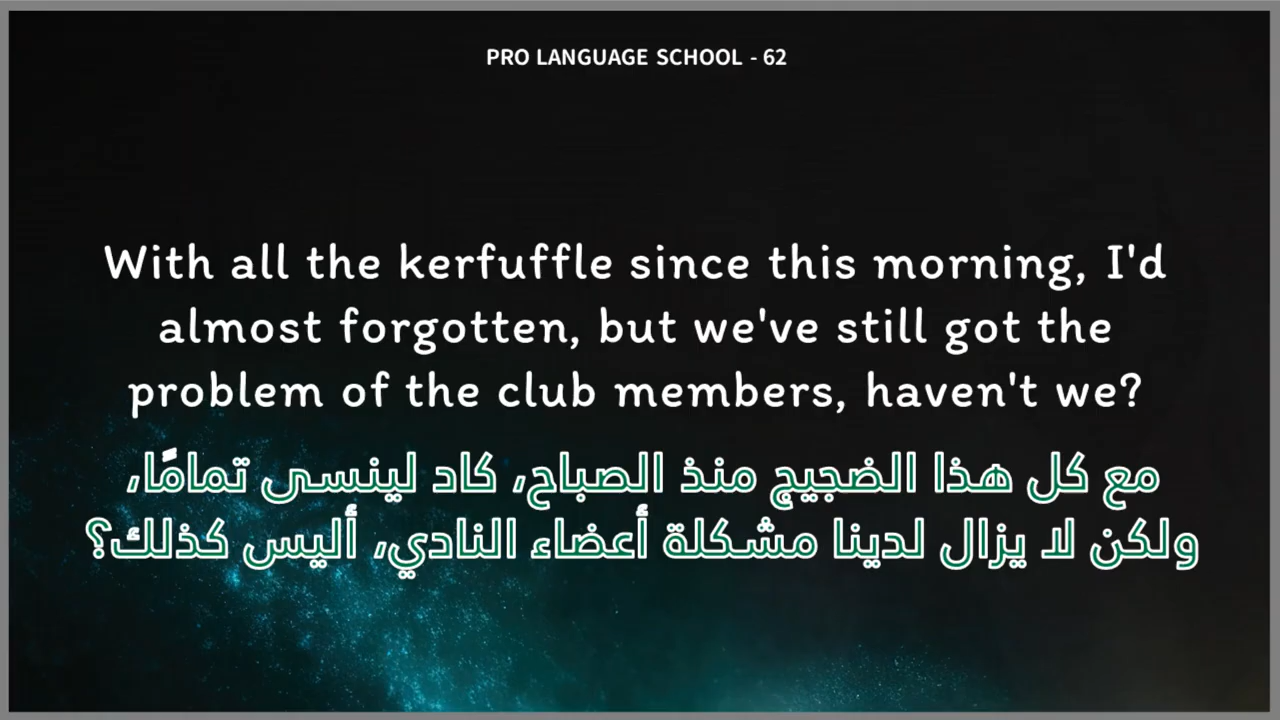 PRO LANGUAGE SCHOOL - 62
With all the kerfuffle since this morning, I'd
almost forgotten, but we've still got the
problem of the club members, haven't we?
مع كل هذا الضجيج منذ الصباح، كاد لينسى تمامًا،
ولكن لا يزال لدينا مشكلة أعضاء النادي، أليس كذلك؟